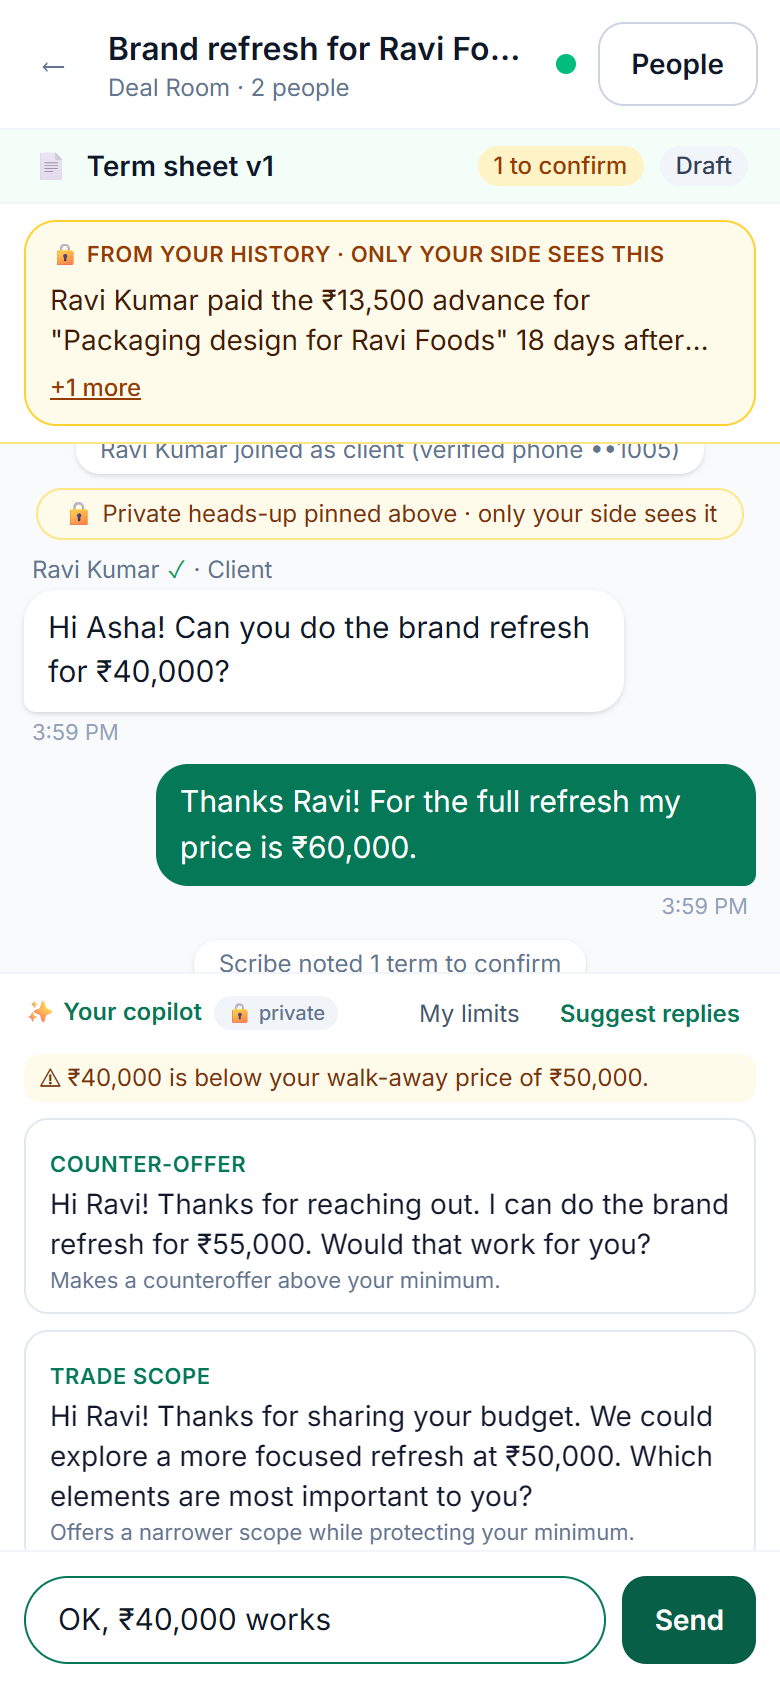 ← Brand refresh for Ravi Fo...
Deal Room · 2 people
People
Term sheet v1
1 to confirm
Draft
FROM YOUR HISTORY · ONLY YOUR SIDE SEES THIS
Ravi Kumar paid the ₹13,500 advance for
"Packaging design for Ravi Foods" 18 days after...
+1 more
Ravi Kumar joined as client (verified phone ••1005)
Private heads-up pinned above · only your side sees it
Ravi Kumar ✓ · Client
Hi Asha! Can you do the brand refresh
for ₹40,000?
3:59 PM
Thanks Ravi! For the full refresh my
price is ₹60,000.
3:59 PM
Scribe noted 1 term to confirm
Your copilot
private
My limits
Suggest replies
⚠ ₹40,000 is below your walk-away price of ₹50,000.
COUNTER-OFFER
Hi Ravi! Thanks for reaching out. I can do the brand
refresh for ₹55,000. Would that work for you?
Makes a counteroffer above your minimum.
TRADE SCOPE
Hi Ravi! Thanks for sharing your budget. We could
explore a more focused refresh at ₹50,000. Which
elements are most important to you?
Offers a narrower scope while protecting your minimum.
OK, ₹40,000 works
Send